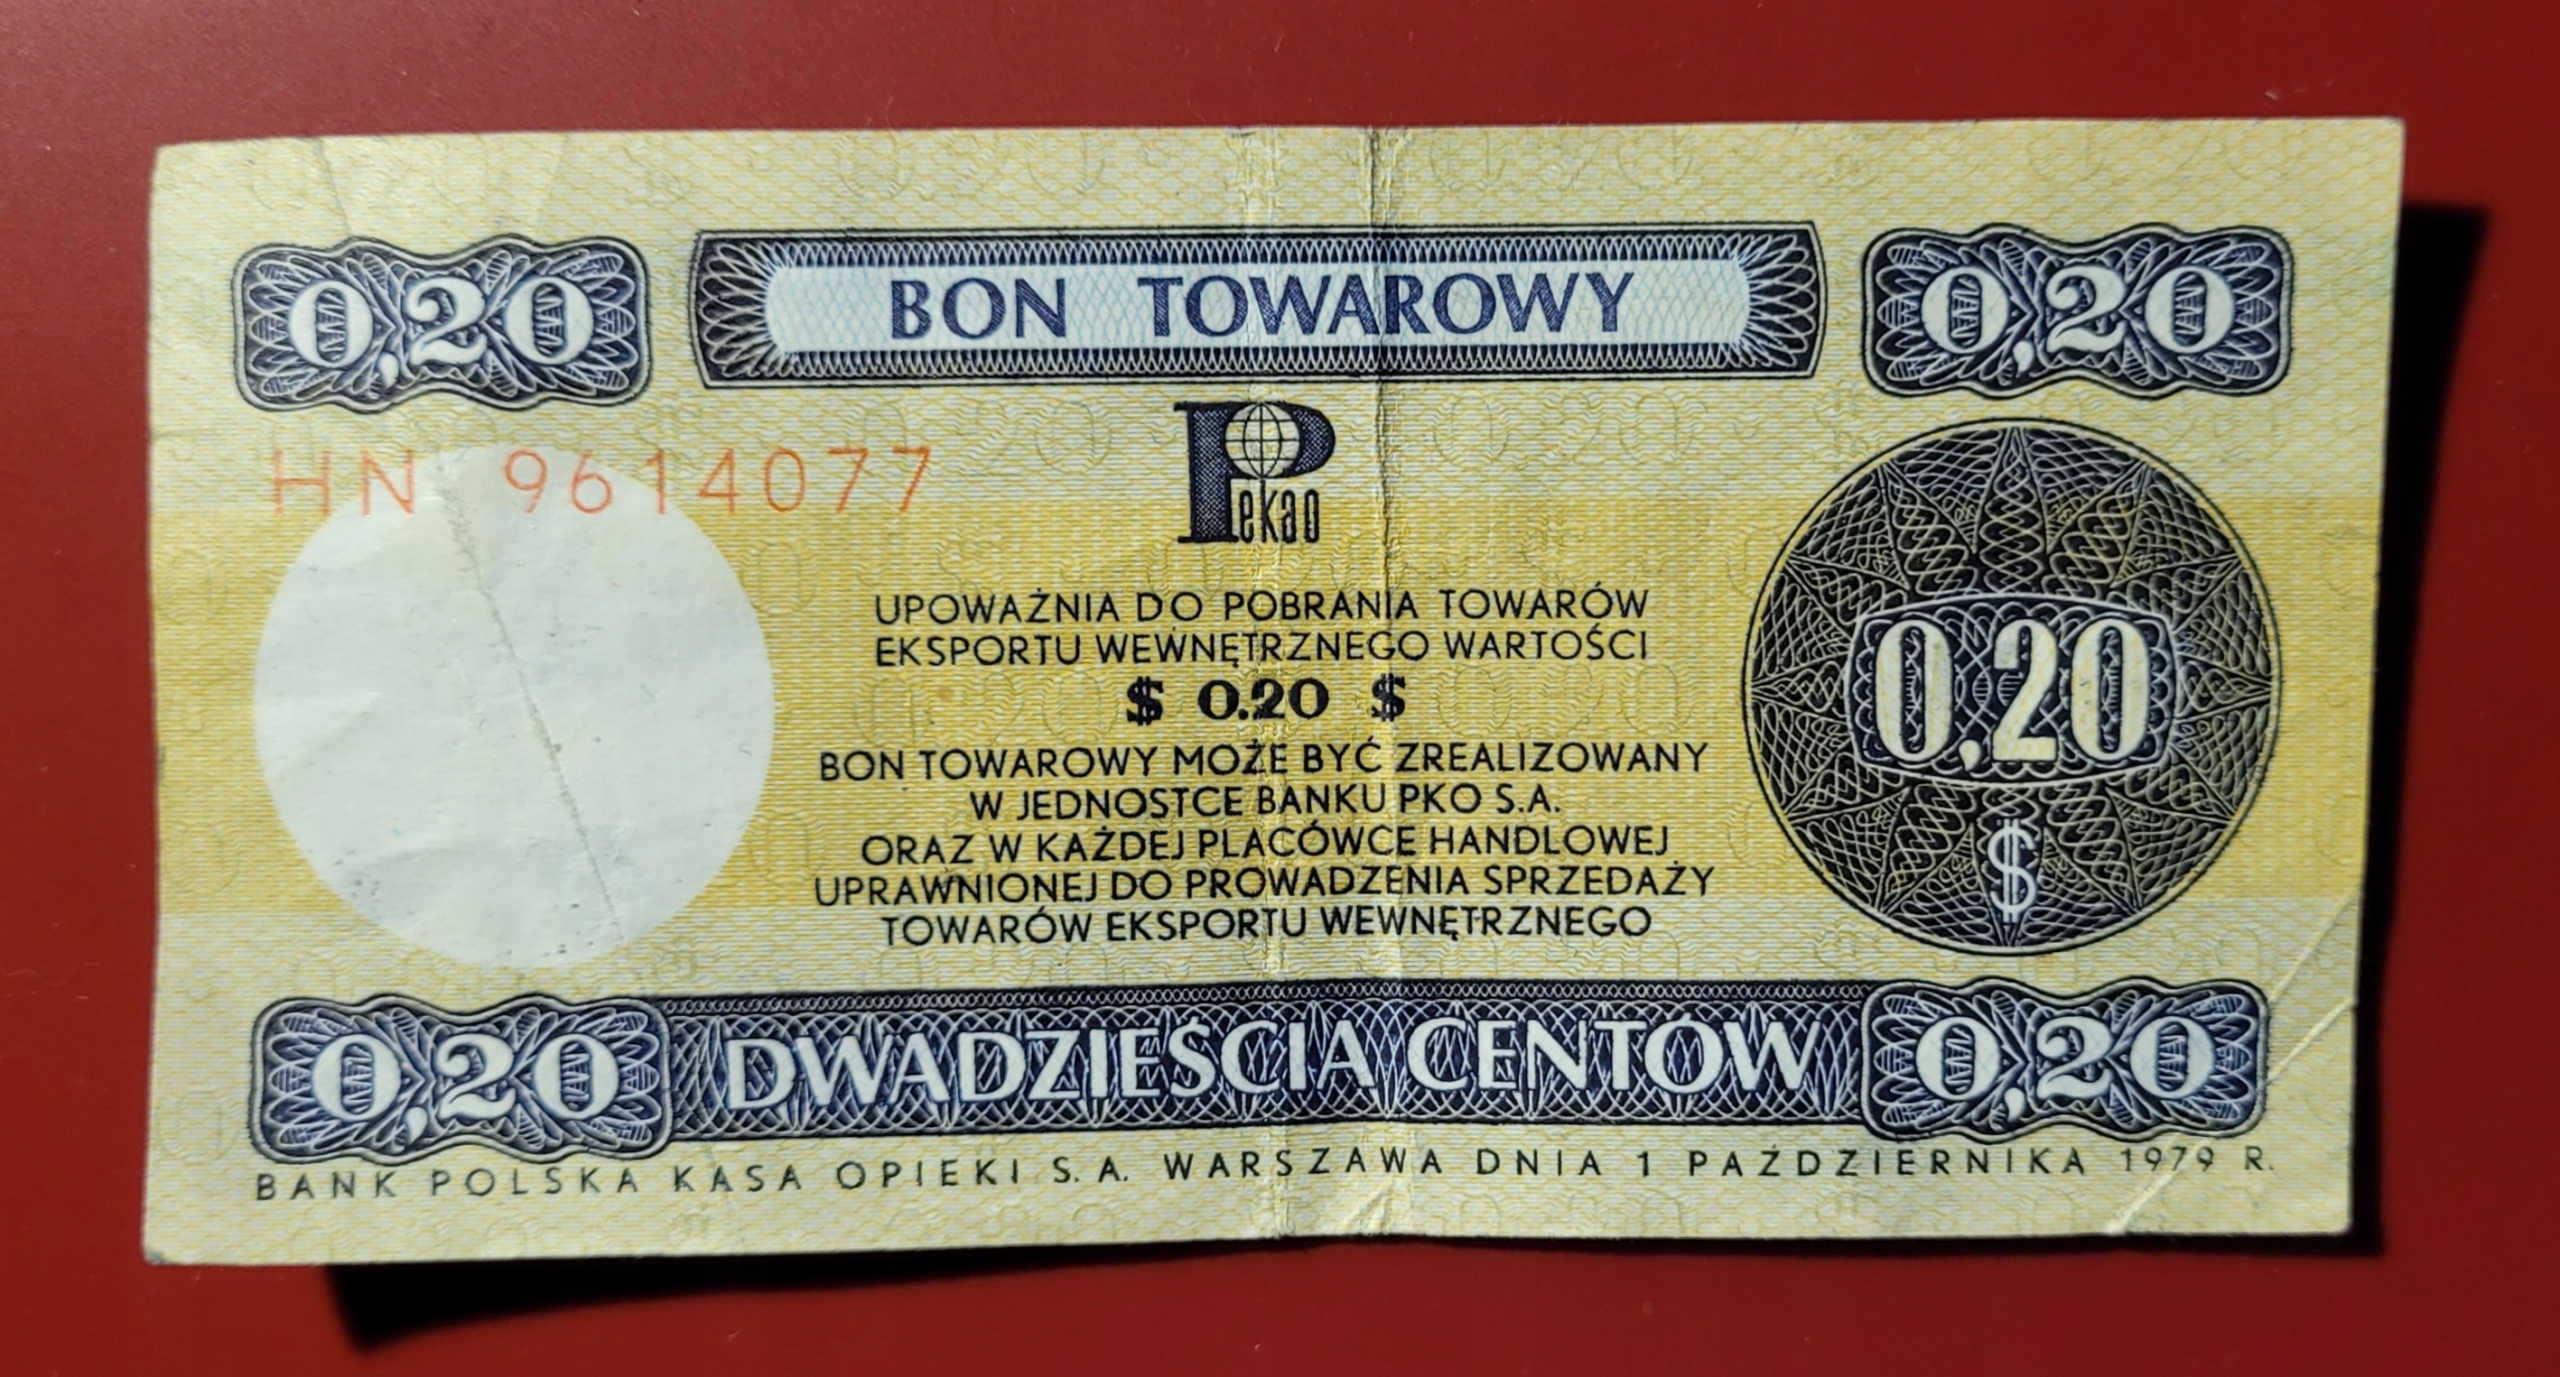 0,20 BON TOWAROWY 0,20
HN 9614077
Pekao
UPOWAŻNIA DO POBRANIA TOWARÓW
EKSPORTU WEWNĘTRZNEGO WARTOŚCI
$ 0.20 $
BON TOWAROWY MOŻE BYĆ ZREALIZOWANY
W JEDNOSTCE BANKU PKO S.A.
ORAZ W KAŻDEJ PLACÓWCE HANDLOWEJ
UPRAWNIONEJ DO PROWADZENIA SPRZEDAŻY
TOWARÓW EKSPORTU WEWNĘTRZNEGO
0,20
$
0,20 DWADZIEŚCIA CENTÓW 0,20
BANK POLSKA KASA OPIEKI S.A. WARSZAWA DNIA 1 PAŹDZIERNIKA 1979 R.